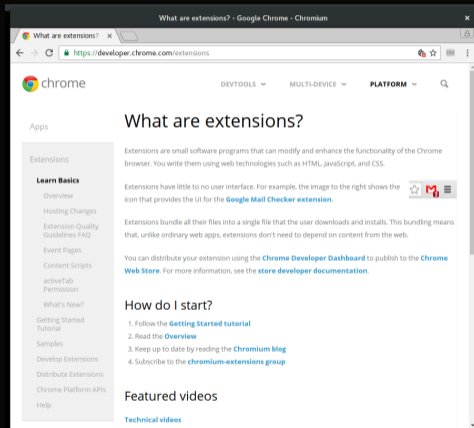 What are extensions? - Google Chrome - Chromium
What are extensions?
https://developer.chrome.com/extensions
chrome
DEVTOOLS
MULTI-DEVICE
PLATFORM
Apps
Extensions
Learn Basics
Overview
Hosting Changes
Extension Quality
Guidelines FAQ
Event Pages
Content Scripts
activeTab
Permission
What's New?
Getting Started
Tutorial
Samples
Develop Extensions
Distribute Extensions
Chrome Platform APIs
Help
What are extensions?
Extensions are small software programs that can modify and enhance the functionality of the Chrome
browser. You write them using web technologies such as HTML, JavaScript, and CSS.
Extensions have little to no user interface. For example, the image to the right shows the
icon that provides the UI for the Google Mail Checker extension.
Extensions bundle all their files into a single file that the user downloads and installs. This bundling means
that, unlike ordinary web apps, extensions don't need to depend on content from the web.
You can distribute your extension using the Chrome Developer Dashboard to publish to the Chrome
Web Store. For more information, see the store developer documentation.
How do I start?
1. Follow the Getting Started tutorial
2. Read the Overview
3. Keep up to date by reading the Chromium blog
4. Subscribe to the chromium-extensions group
Featured videos
Technical videos